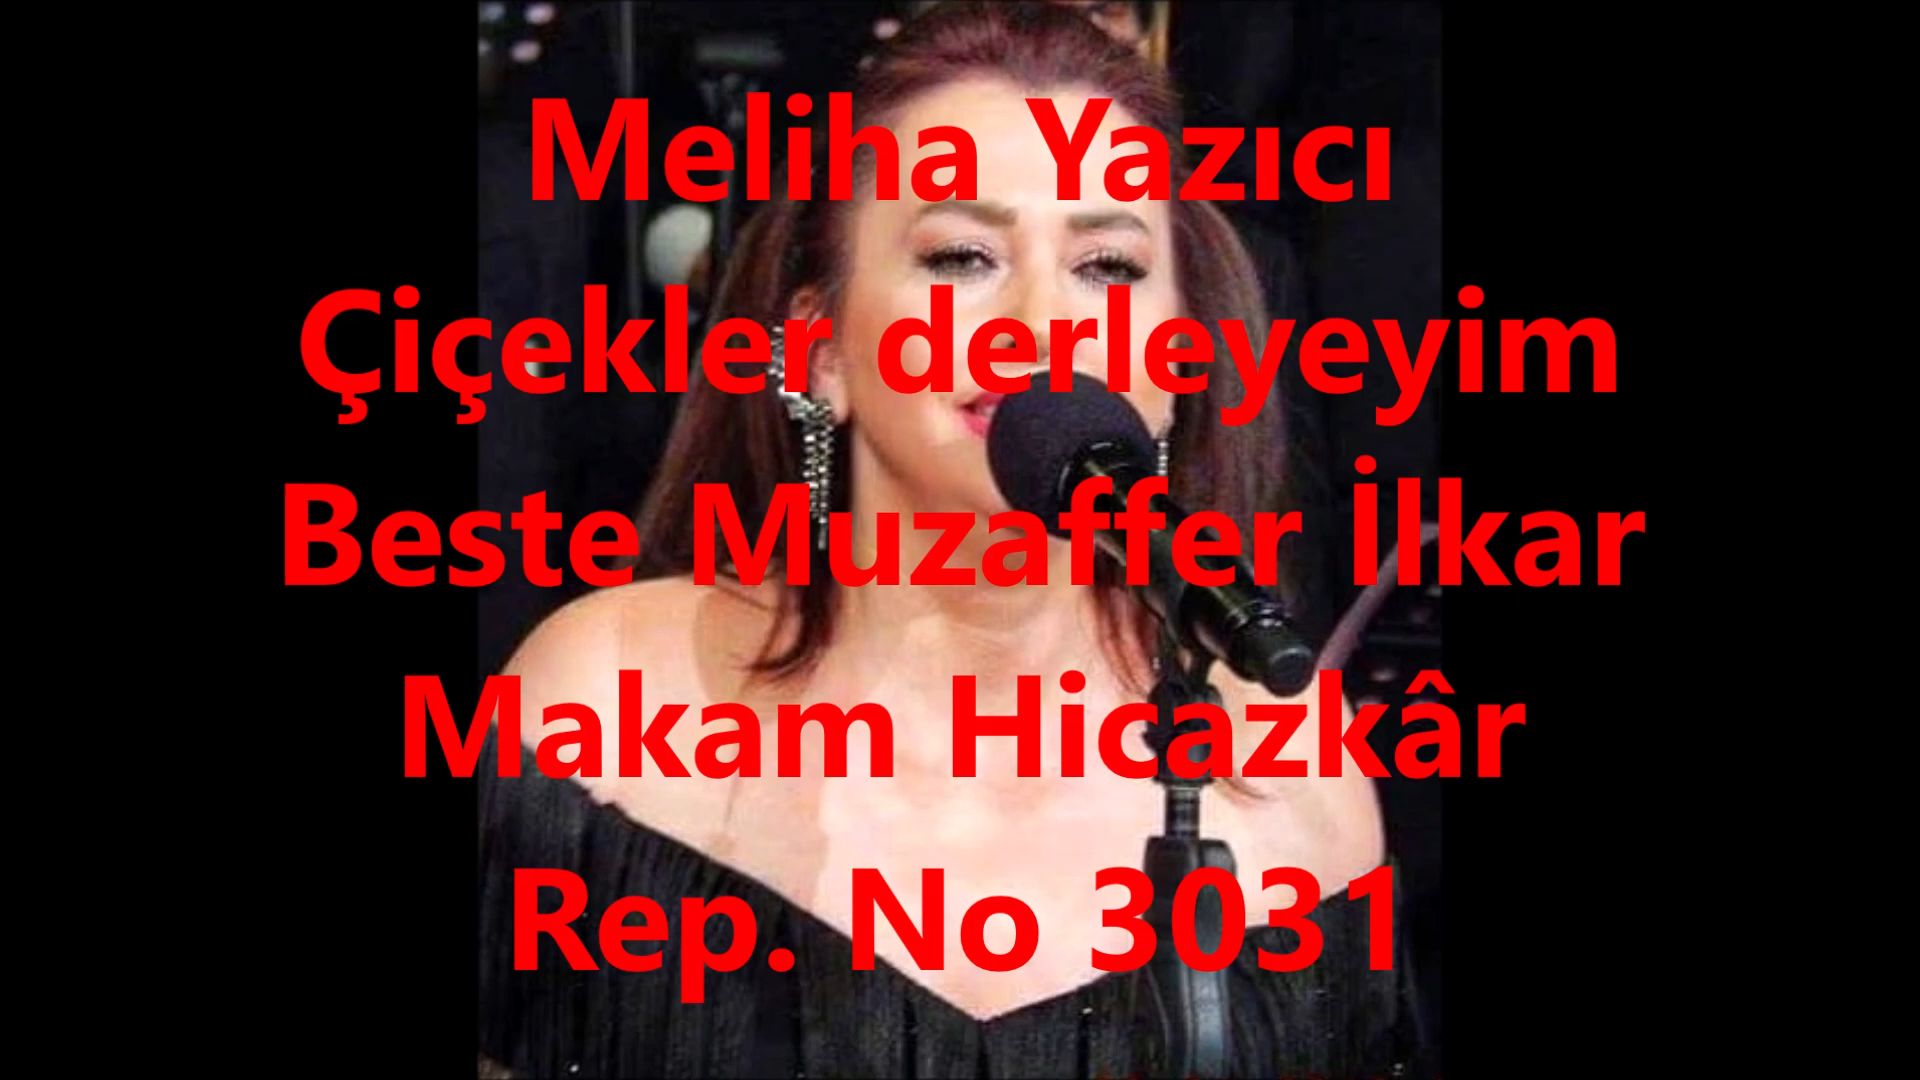 Meliha Yazıcı
Çiçekler derleyeyim
Beste Muzaffer İlkar
Makam Hicazkâr
Rep. No 3031